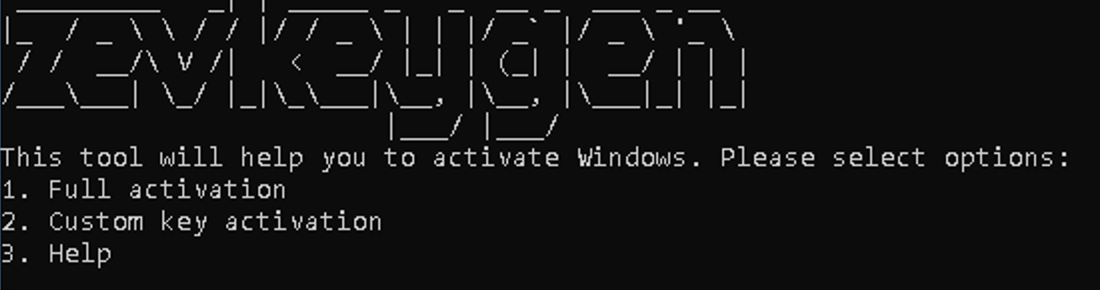 zevkeygen
This tool will help you to activate Windows. Please select options:
1. Full activation
2. Custom key activation
3. Help